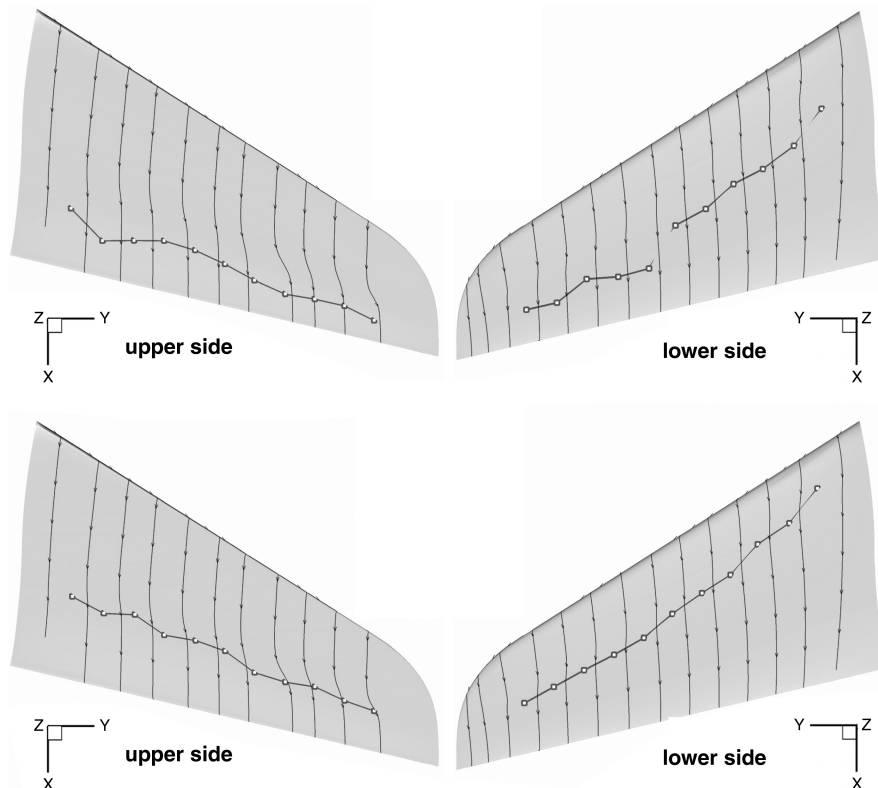 Z Y
X
upper side
Y Z
X
lower side
Z Y
X
upper side
Y Z
X
lower side